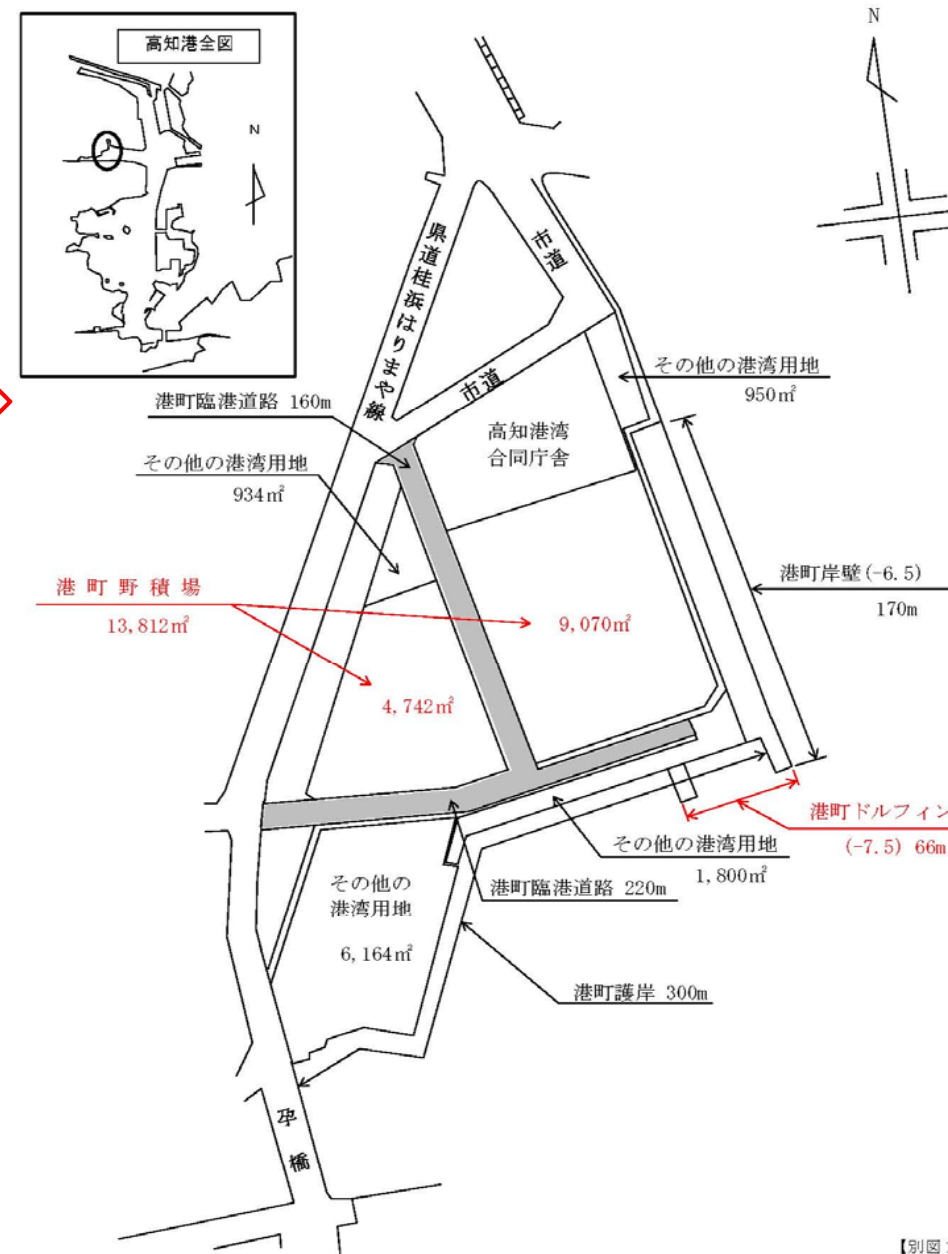 高知港全図
N
N
県道桂浜はりまや線
市道
市道
その他の港湾用地
950㎡
港町臨港道路 160m
高知港湾
合同庁舎
その他の港湾用地
934㎡
港町岸壁(-6.5)
170m
港町野積場
13,812㎡
9,070㎡
4,742㎡
港町ドルフィン
(-7.5) 66m
その他の港湾用地
1,800㎡
港町臨港道路 220m
その他の
港湾用地
6,164㎡
港町護岸 300m
孕橋
【別図